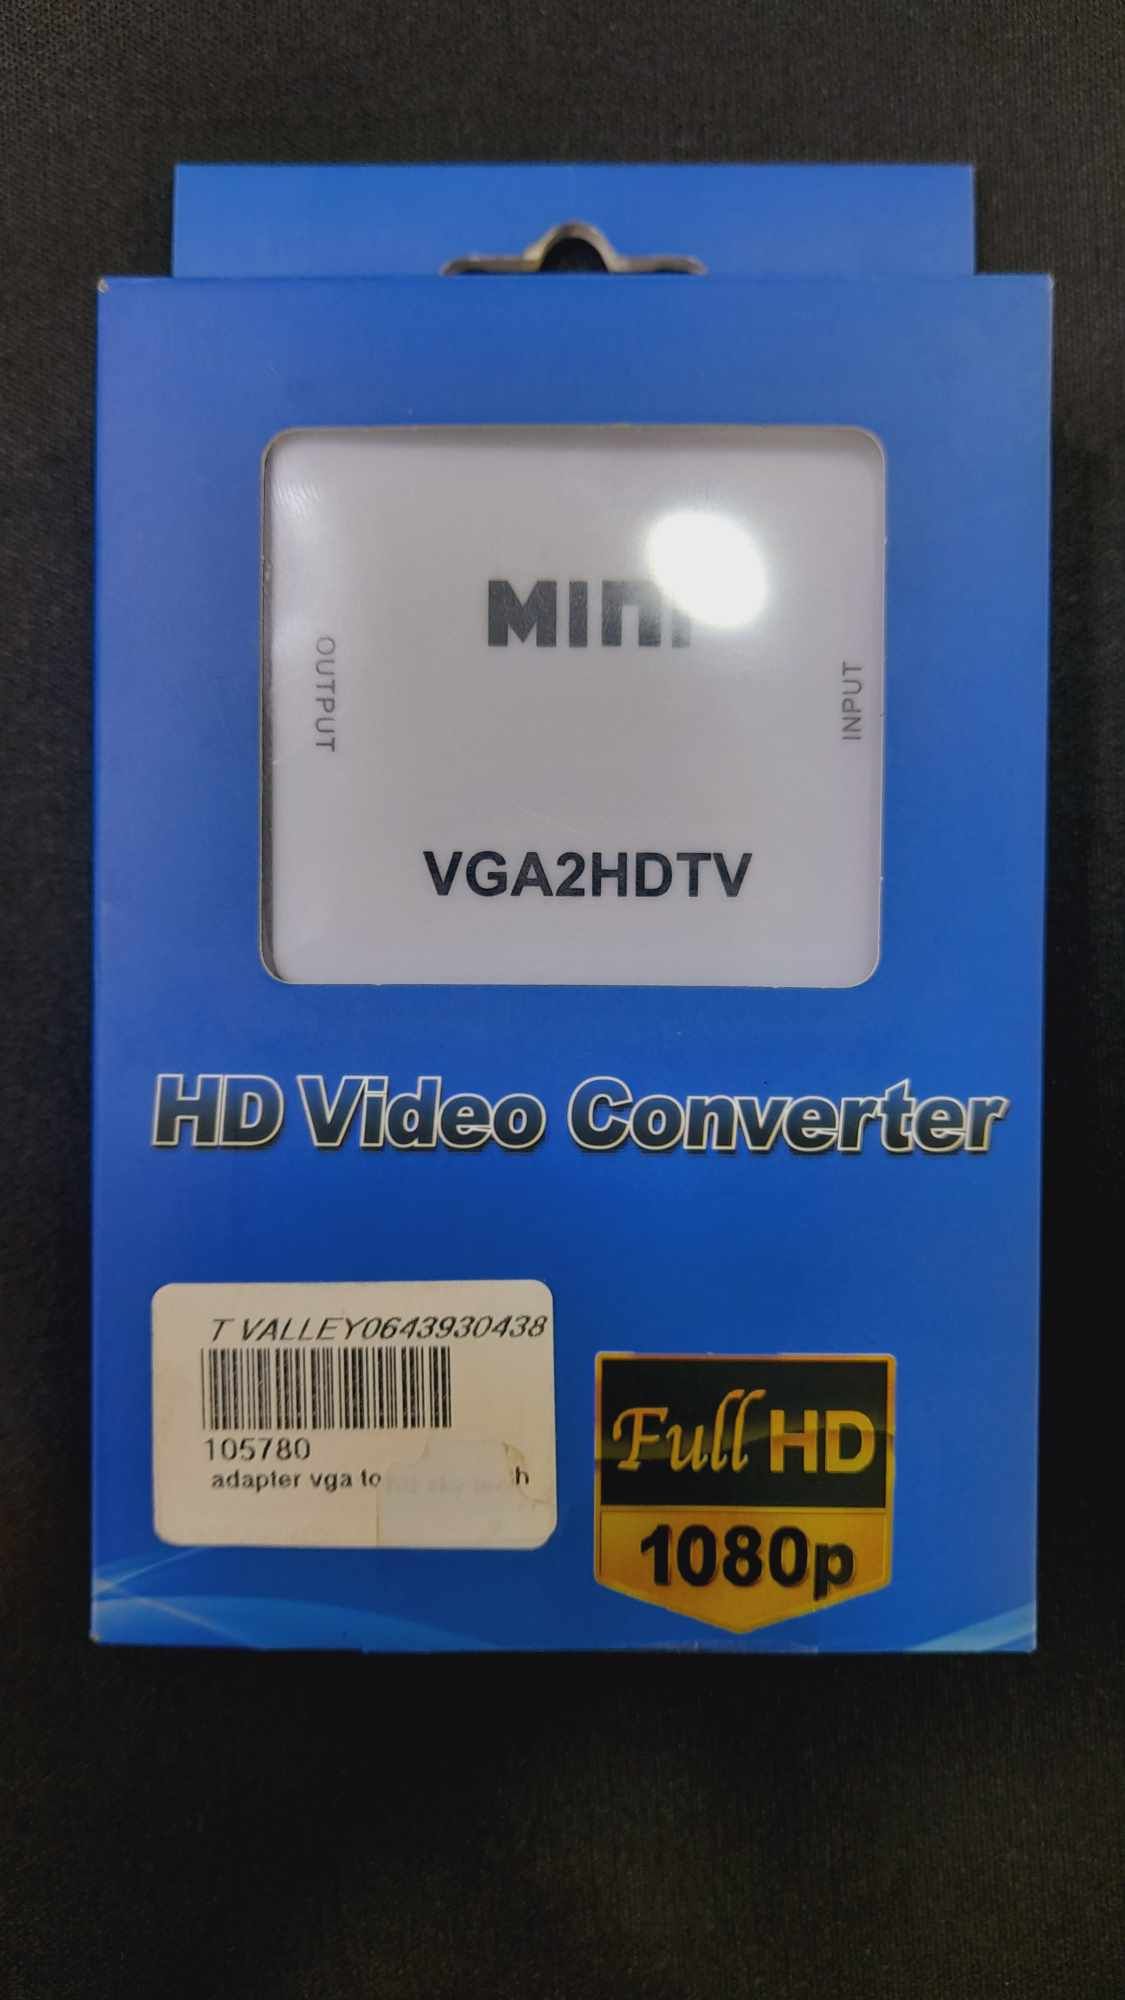 MINI
OUTPUT
INPUT
VGA2HDTV
HD Video Converter
T VALLEY0643930438
105780
adapter vga to
Full HD
1080p